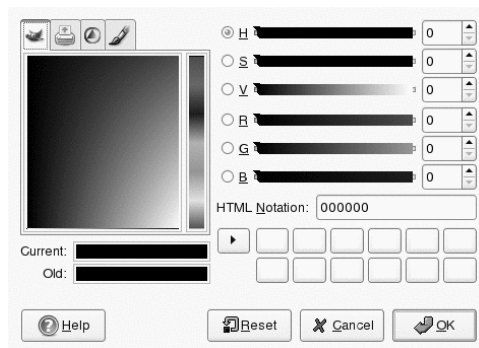 H 0
S 0
V 0
R 0
G 0
B 0
HTML Notation: 000000
Current:
Old:
Help
Reset
Cancel
OK